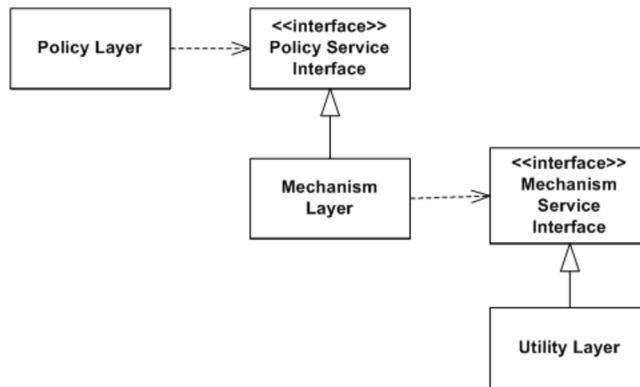 Policy Layer
<<interface>>
Policy Service
Interface
Mechanism
Layer
<<interface>>
Mechanism
Service
Interface
Utility Layer